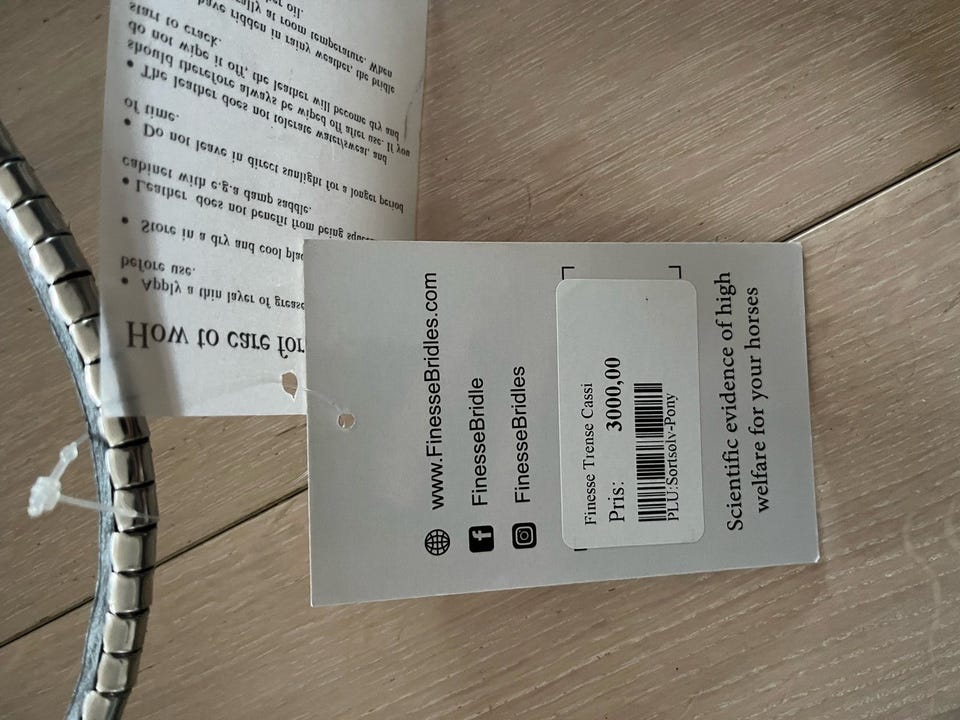 How to care for
• Apply a thin layer of grease
before use.
• Store in a dry and cool
• Leather does not benefit from being
cabinet with e.g.a damp saddle.
• Do not leave in direct sunlight for a longer period
of time.
• The leather does not tolerate water/sweat, and
should therefore always be wiped off after use. If you
do not wipe it off, the leather will become dry and
start to crack.
have ridden in rainy weather, the bridle
at room temperature. When
oil.
www.FinesseBridles.com
FinesseBridle
FinesseBridles
Finesse Trense Cassi
Pris: 3000,00
PLU:Sortsolv-Pony
Scientific evidence of high
welfare for your horses